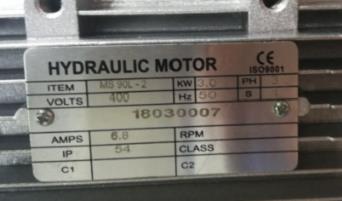 HYDRAULIC MOTOR CE
ISO9001
ITEM MS 90L-2 KW 3.0 PH
VOLTS 400 Hz 50 S
18030007
AMPS 6.8 RPM
IP 54 CLASS
C1 C2